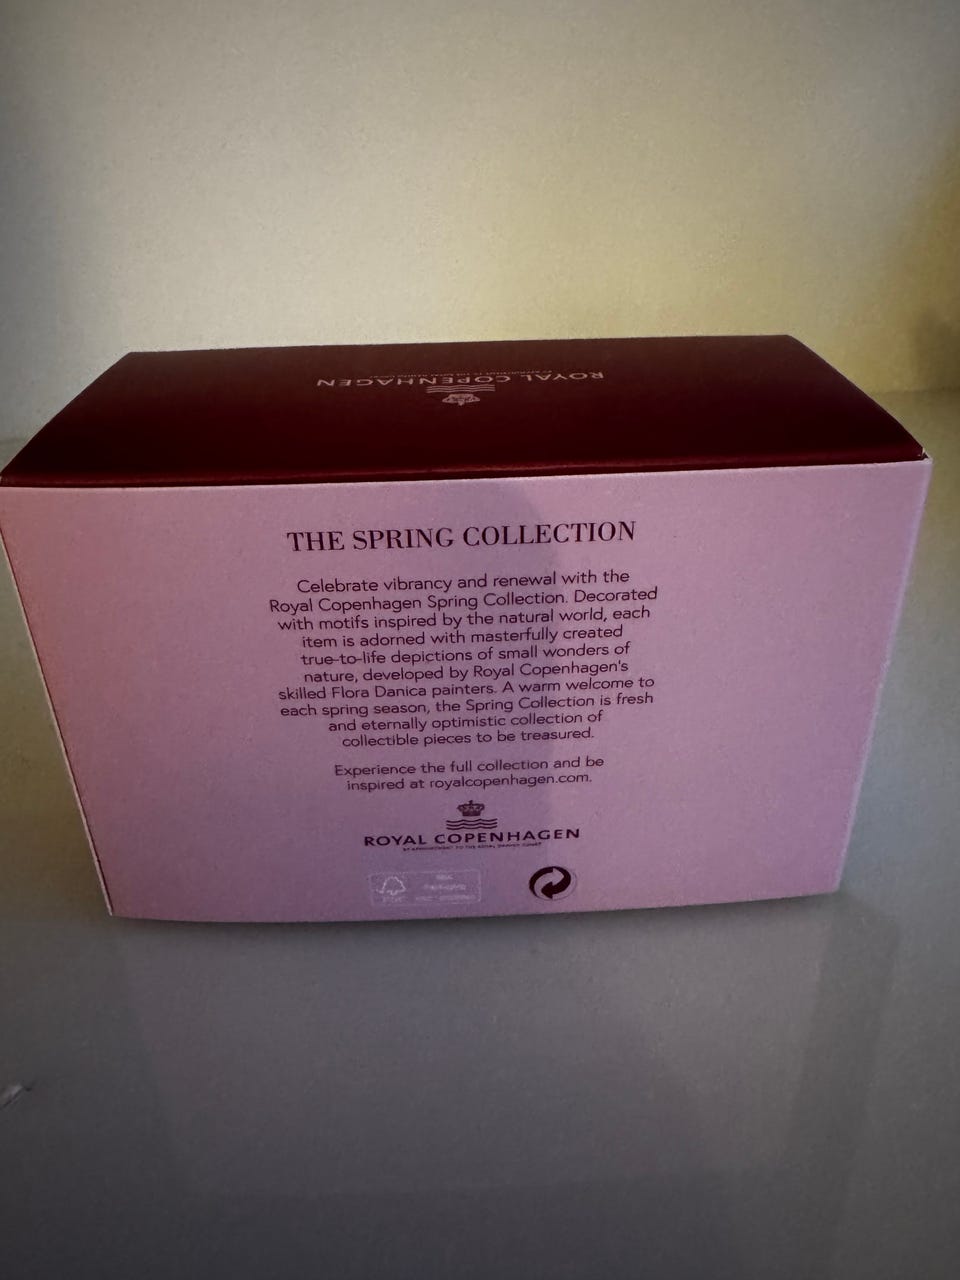 ROYAL COPENHAGEN
THE SPRING COLLECTION
Celebrate vibrancy and renewal with the
Royal Copenhagen Spring Collection. Decorated
with motifs inspired by the natural world, each
item is adorned with masterfully created
true-to-life depictions of small wonders of
nature, developed by Royal Copenhagen's
skilled Flora Danica painters. A warm welcome to
each spring season, the Spring Collection is fresh
and eternally optimistic collection of
collectible pieces to be treasured.
Experience the full collection and be
inspired at royalcopenhagen.com.
ROYAL COPENHAGEN